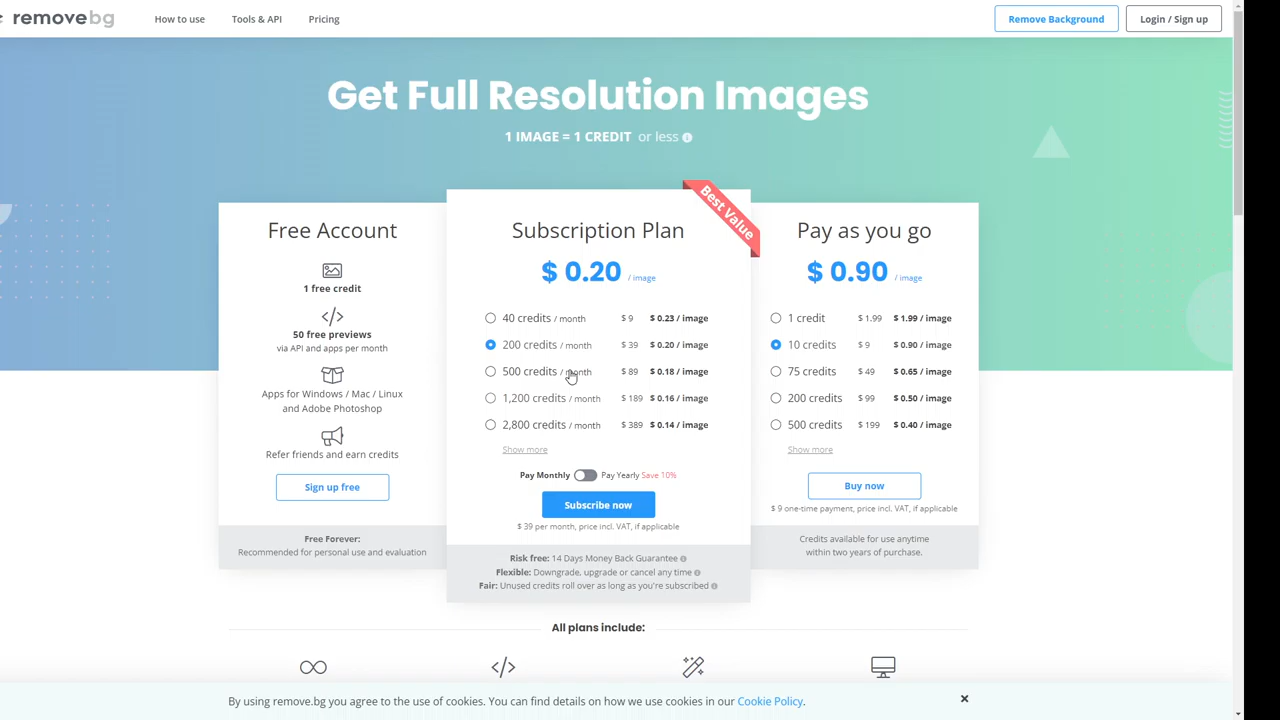 removebg
How to use
Tools & API
Pricing
Remove Background
Login / Sign up
Get Full Resolution Images
1 IMAGE = 1 CREDIT or less
Free Account
1 free credit
</>
50 free previews
via API and apps per month
Apps for Windows / Mac / Linux
and Adobe Photoshop
Refer friends and earn credits
Sign up free
Free Forever:
Recommended for personal use and evaluation
Best Value
Subscription Plan
$ 0.20 / image
40 credits / month $ 9 $ 0.23 / image
200 credits / month $ 39 $ 0.20 / image
500 credits / month $ 89 $ 0.18 / image
1,200 credits / month $ 189 $ 0.16 / image
2,800 credits / month $ 389 $ 0.14 / image
Show more
Pay Monthly Pay Yearly Save 10%
Subscribe now
$ 39 per month, price incl. VAT, if applicable
Risk free: 14 Days Money Back Guarantee
Flexible: Downgrade, upgrade or cancel any time
Fair: Unused credits roll over as long as you're subscribed
Pay as you go
$ 0.90 / image
1 credit $ 1.99 $ 1.99 / image
10 credits $ 9 $ 0.90 / image
75 credits $ 49 $ 0.65 / image
200 credits $ 99 $ 0.50 / image
500 credits $ 199 $ 0.40 / image
Show more
Buy now
$ 9 one-time payment, price incl. VAT, if applicable
Credits available for use anytime
within two years of purchase.
All plans include:
</>
By using remove.bg you agree to the use of cookies. You can find details on how we use cookies in our Cookie Policy.